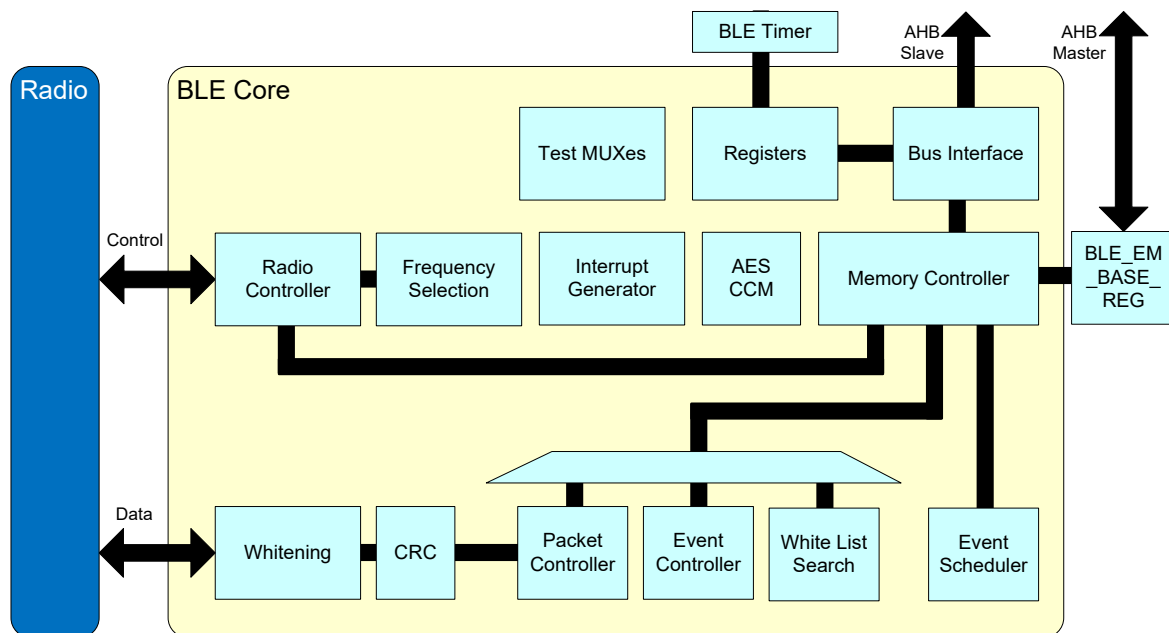 BLE Timer
AHB
Slave
AHB
Master
Radio
BLE Core
Test MUXes
Registers
Bus Interface
Control
Radio
Controller
Frequency
Selection
Interrupt
Generator
AES
CCM
Memory Controller
BLE_EM
_BASE_
REG
Data
Whitening
CRC
Packet
Controller
Event
Controller
White List
Search
Event
Scheduler